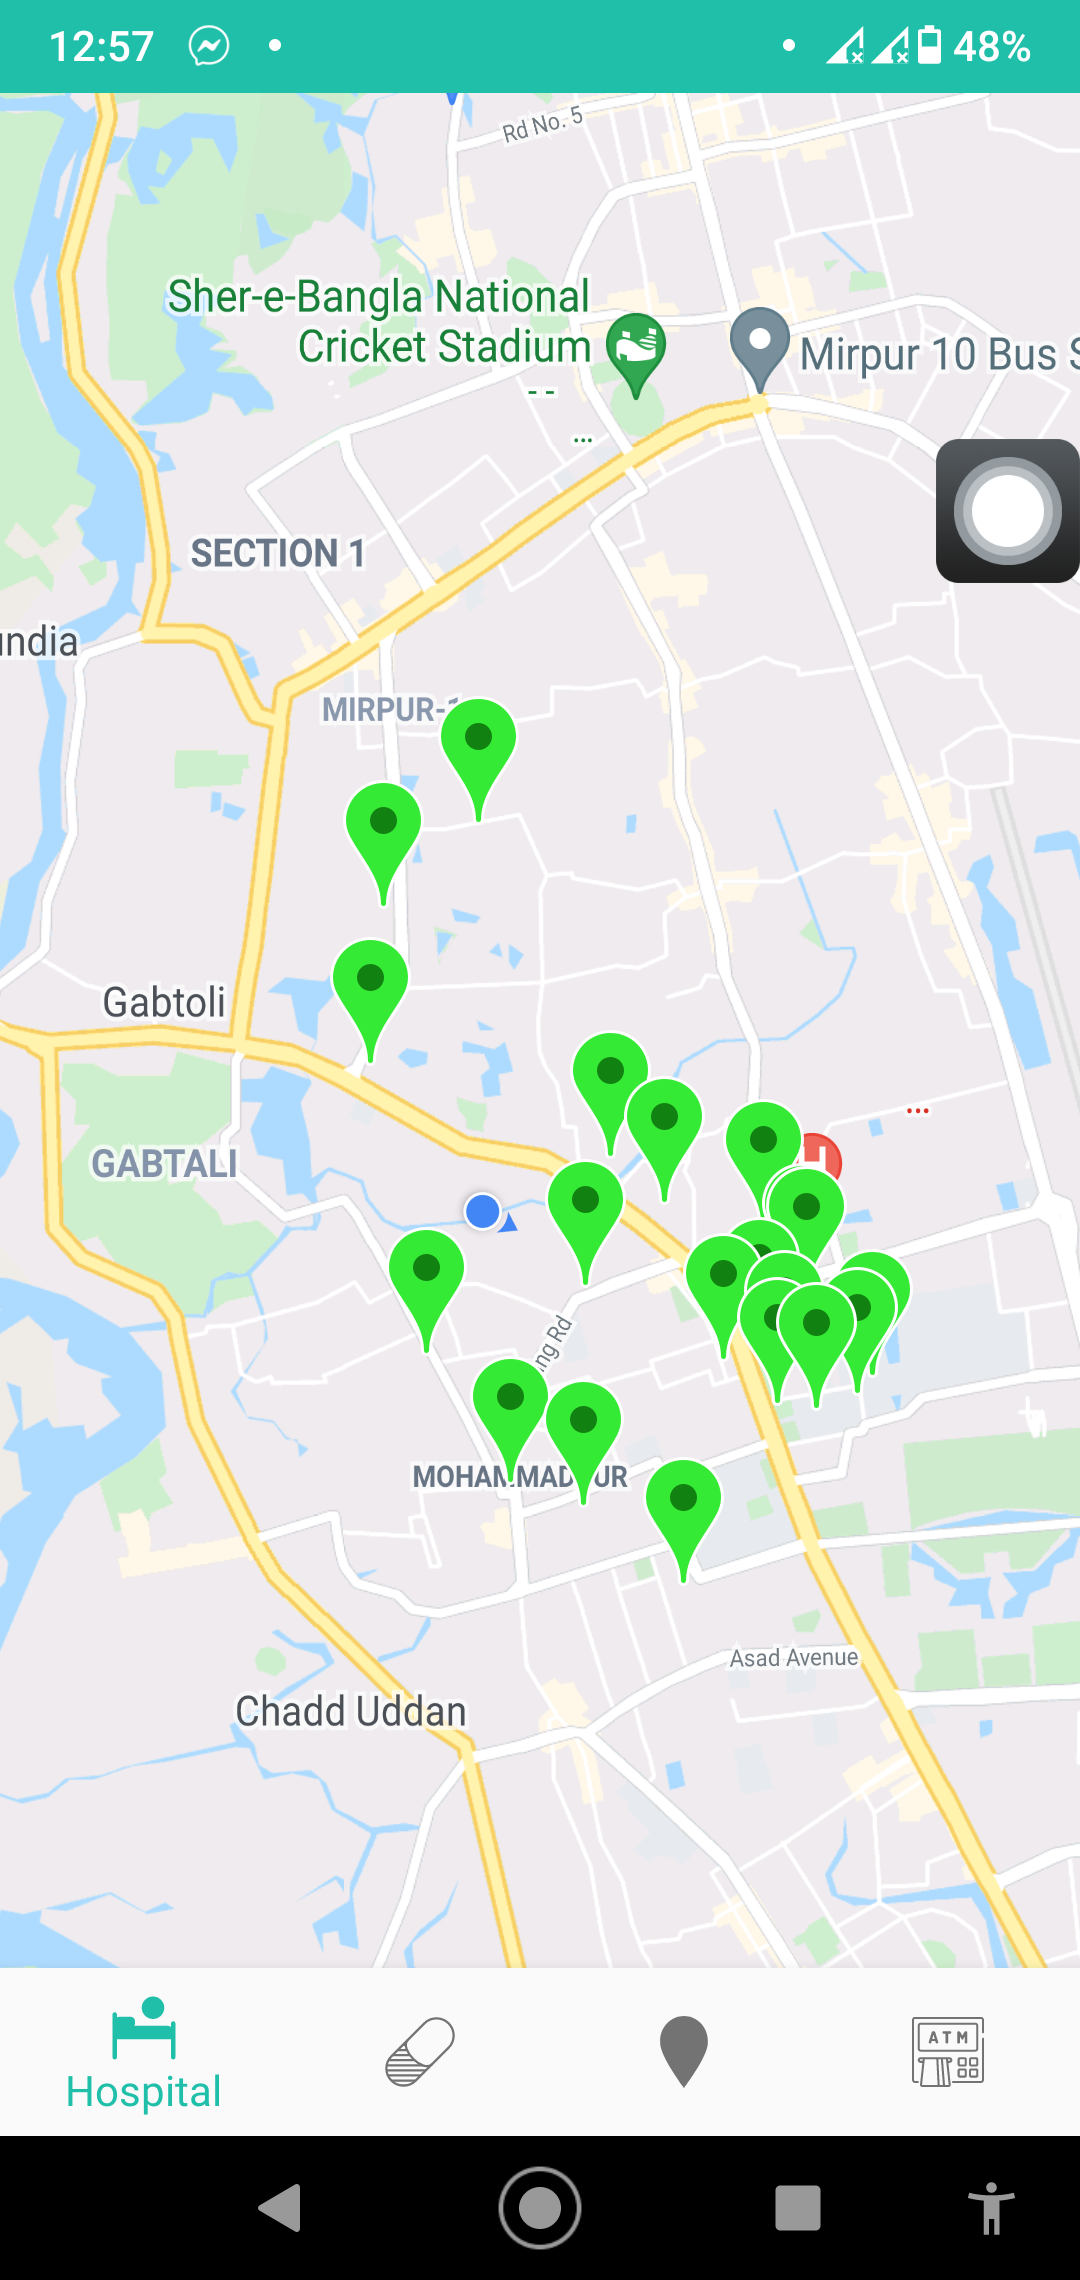 12:57
48%
Rd No. 5
Sher-e-Bangla National
Cricket Stadium
Mirpur 10 Bus S
SECTION 1
india
MIRPUR-1
Gabtoli
GABTALI
H
ng Rd
MOHAMMADPUR
Asad Avenue
Chadd Uddan
ATM
Hospital